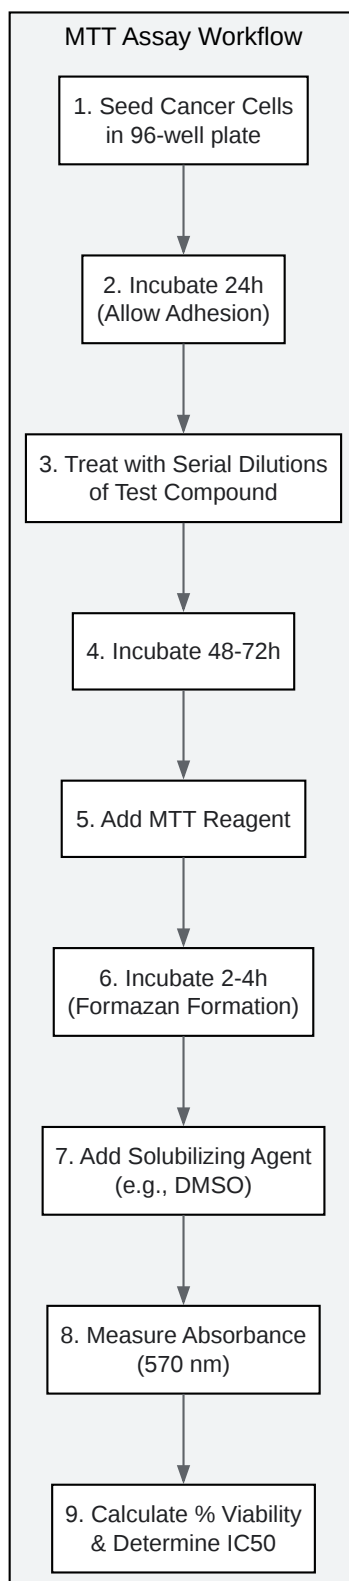 MTT Assay Workflow
1. Seed Cancer Cells
in 96-well plate
2. Incubate 24h
(Allow Adhesion)
3. Treat with Serial Dilutions
of Test Compound
4. Incubate 48-72h
5. Add MTT Reagent
6. Incubate 2-4h
(Formazan Formation)
7. Add Solubilizing Agent
(e.g., DMSO)
8. Measure Absorbance
(570 nm)
9. Calculate % Viability
& Determine IC50